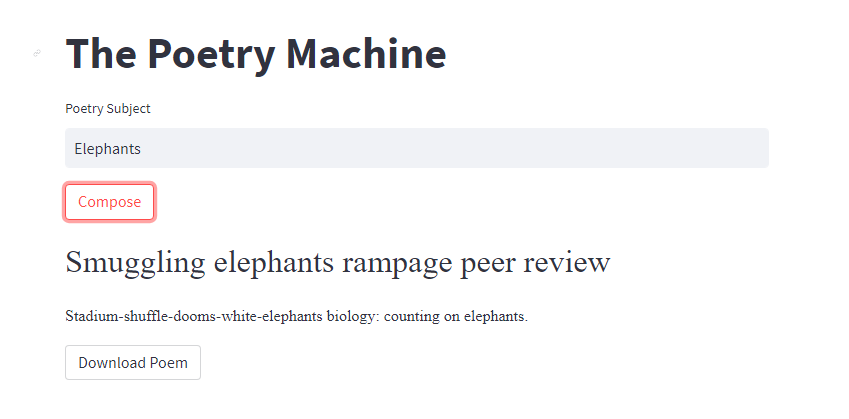 The Poetry Machine
Poetry Subject
Elephants
Compose
Smuggling elephants rampage peer review
Stadium-shuffle-dooms-white-elephants biology: counting on elephants.
Download Poem